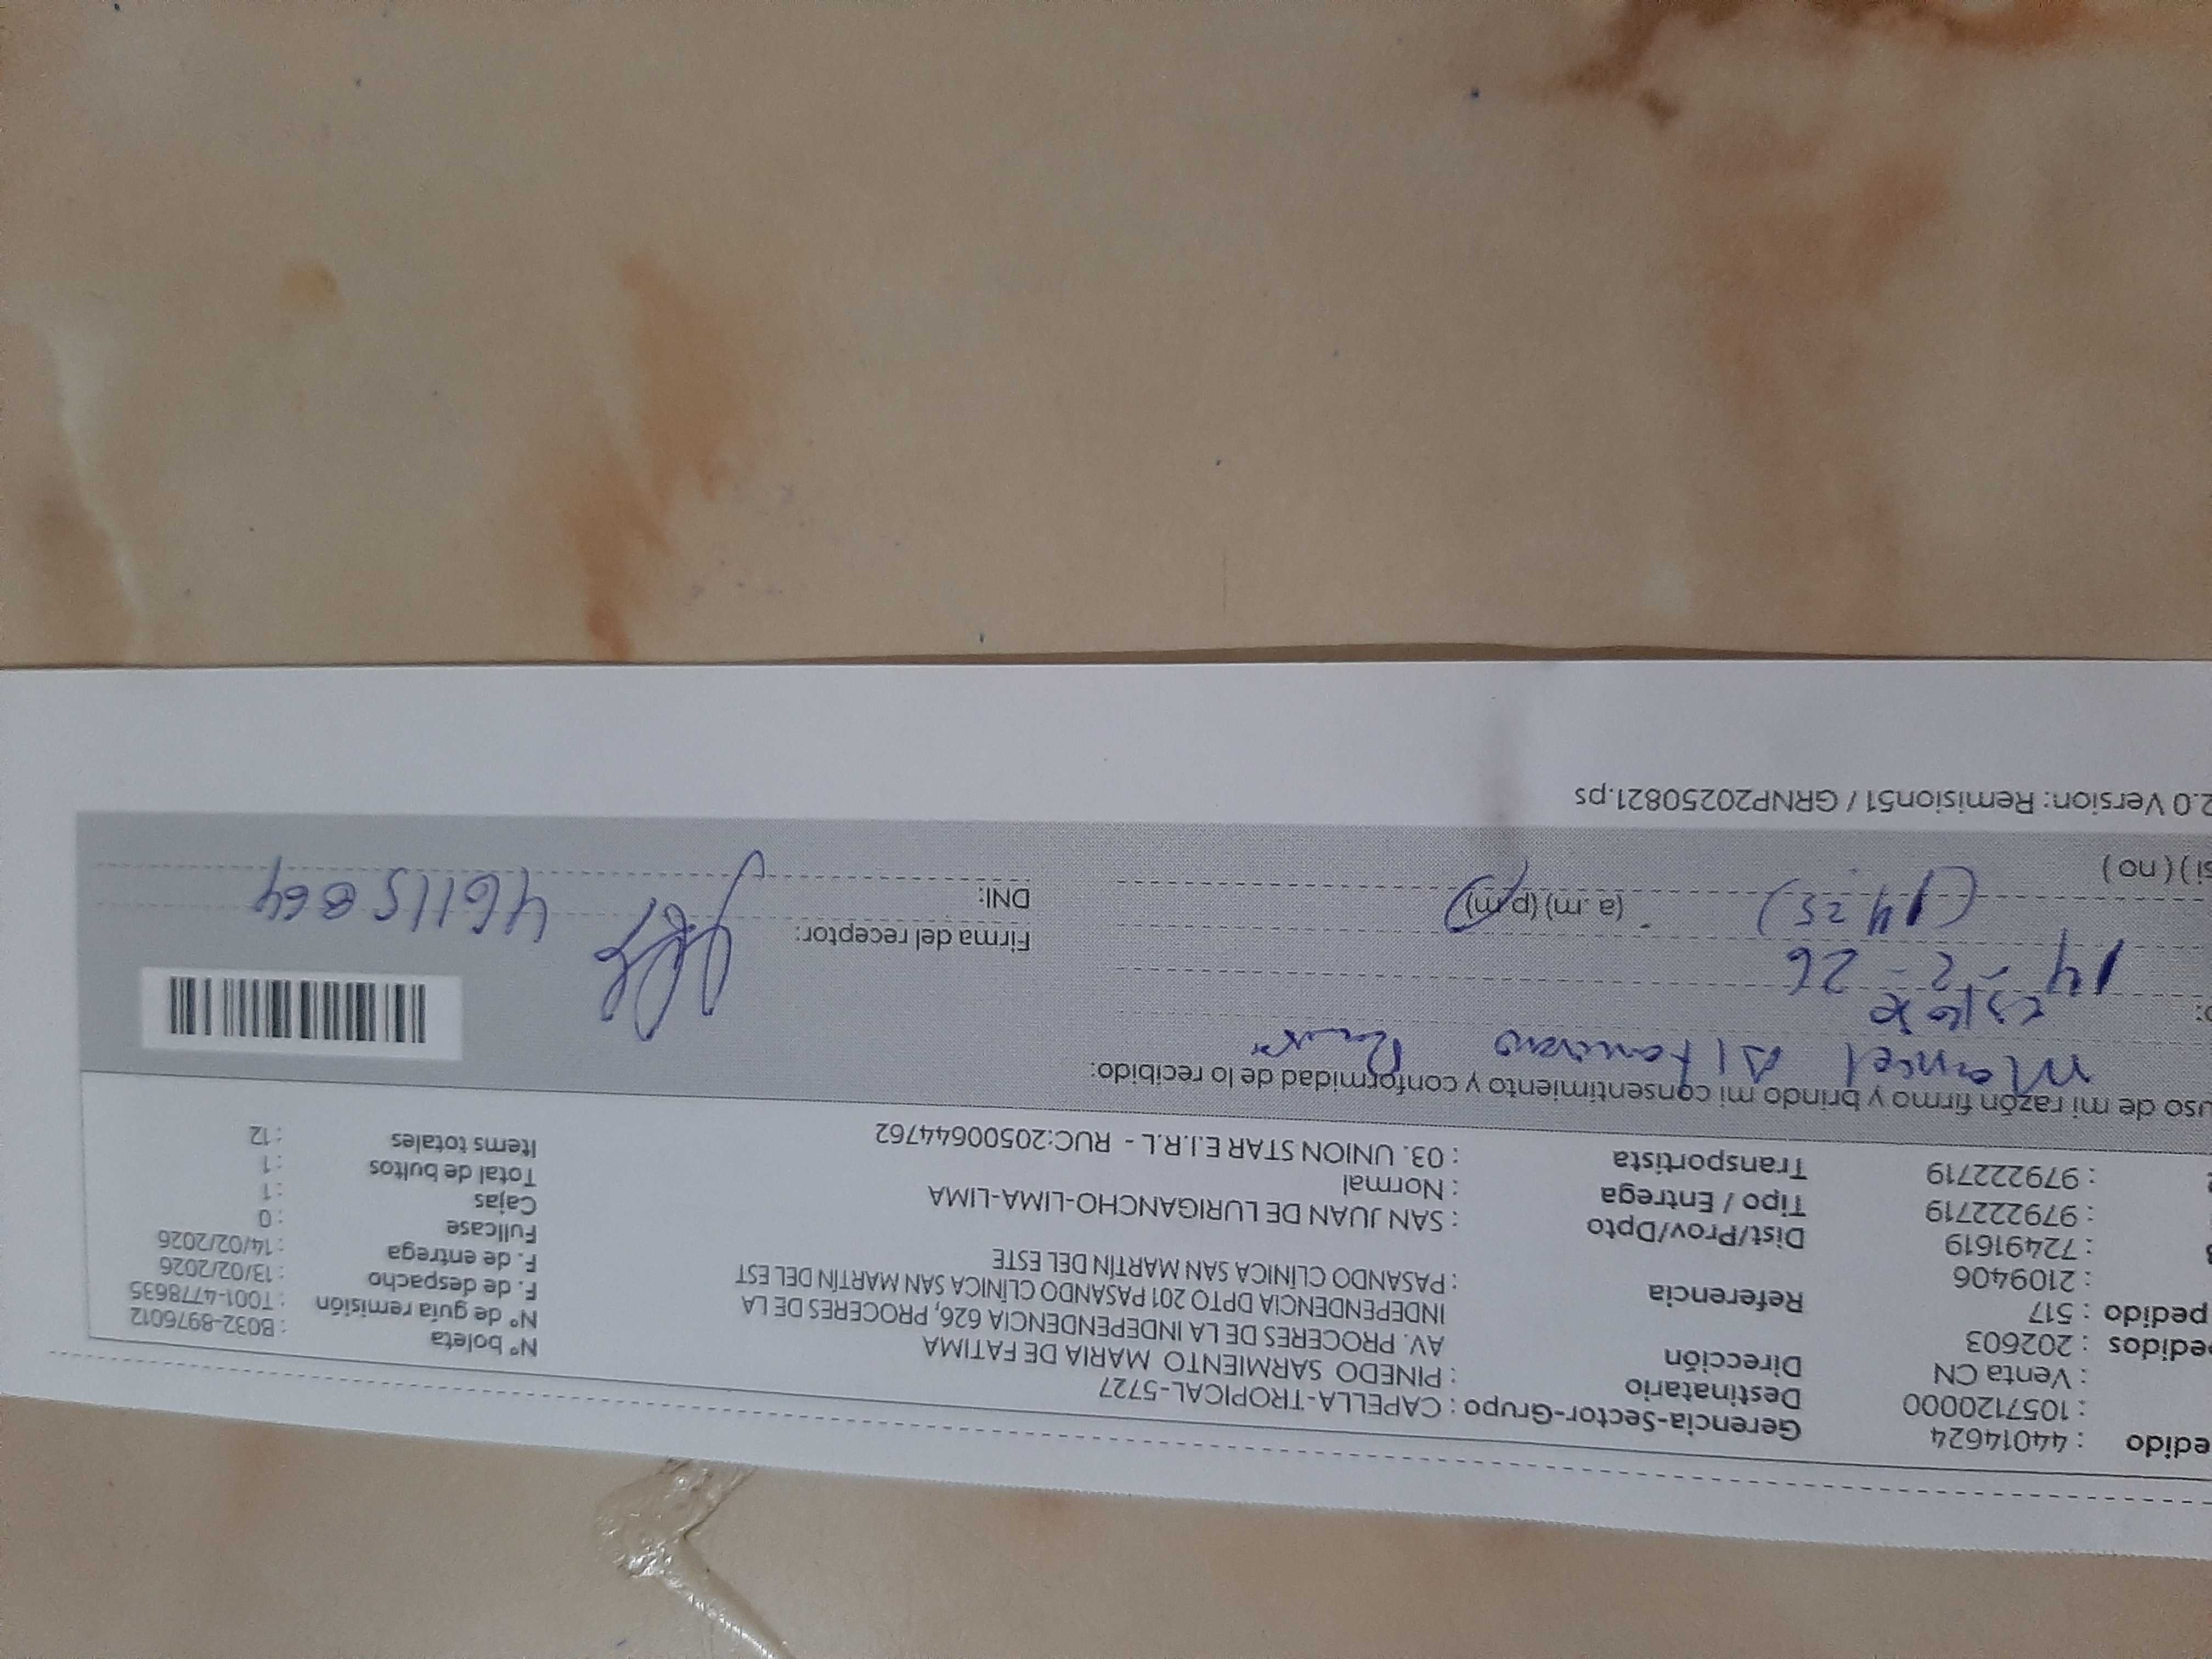 edido : 44014624 Gerencia-Sector-Grupo : CAPELLA-TROPICAL-5727 N° boleta : B032-8976012
: 1057120000 Destinatario : PINEDO SARMIENTO MARIA DE FATIMA N° de guía remisión : T001-4778635
: Venta CN Dirección AV. PROCERES DE LA INDEPENDENCIA 626, PROCERES DE LA F. de despacho : 13/02/2026
edidos : 202603 INDEPENDENCIA DPTO 201 PASANDO CLÍNICA SAN MARTÍN DEL EST F. de entrega : 14/02/2026
pedido : 517 Referencia : PASANDO CLÍNICA SAN MARTÍN DEL ESTE Fullcase : 0
: 2109406 Dist/Prov/Dpto : SAN JUAN DE LURIGANCHO-LIMA-LIMA Cajas : 1
: 72491619 Tipo / Entrega : Normal Total de bultos : 1
: 979222719 Transportista : 03. UNION STAR E.I.R.L - RUC:20500644762 Items totales : 12
: 979222719
uso de mi razón firmo y brindo mi consentimiento y conformidad de lo recibido:
Manuel Altamirano
14 - 2 - 26 Firma del receptor:
(14 25) (a.m) (p.m) DNI: 46115864
si ) ( no )
2.0 Version: Remision51 / GRNP20250821.ps